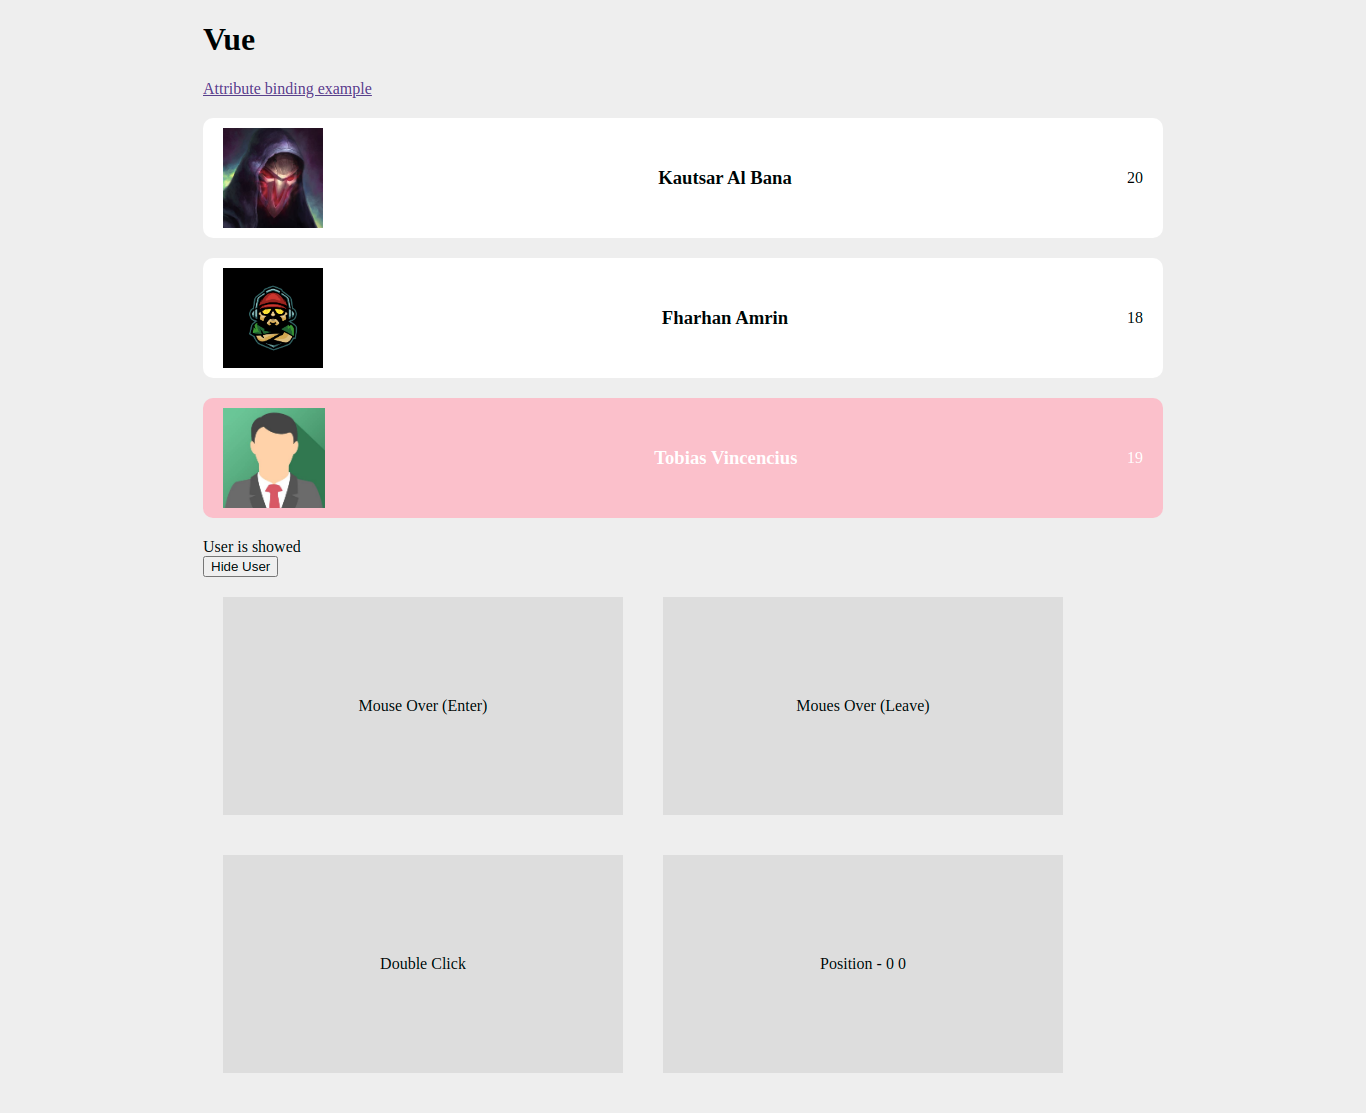 Vue
Attribute binding example
Kautsar Al Bana 20
Fharhan Amrin 18
Tobias Vincencius 19
User is showed
Hide User
Mouse Over (Enter) Moues Over (Leave)
Double Click Position - 0 0